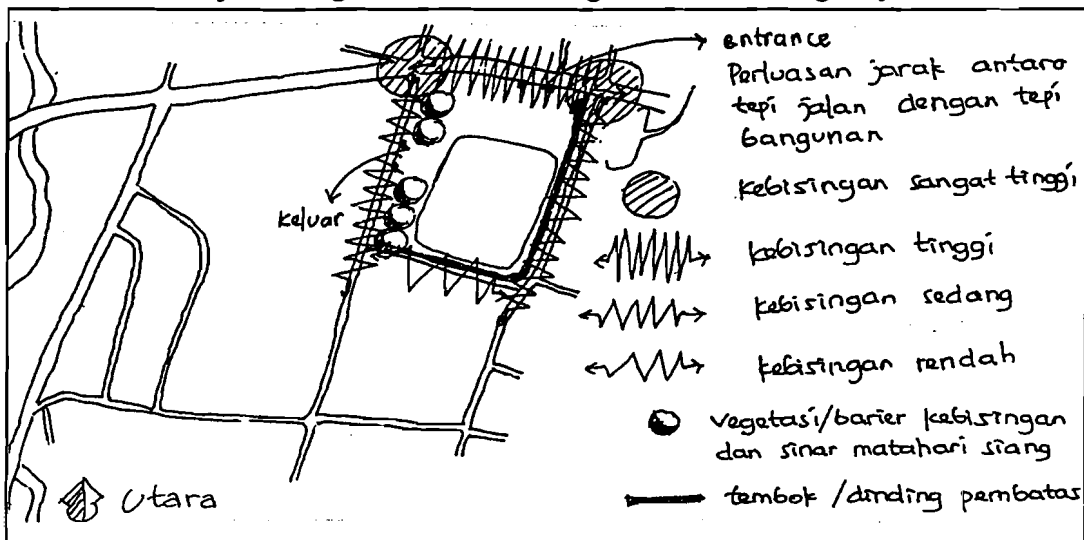 entrance
Perluasan jarak antara
tepi jalan dengan tepi
bangunan
kebisingan sangat tinggi
keluar
kebisingan tinggi
kebisingan sedang
kebisingan rendah
vegetasi/barier kebisingan
dan sinar matahari siang
tembok/dinding pembatas
Utara